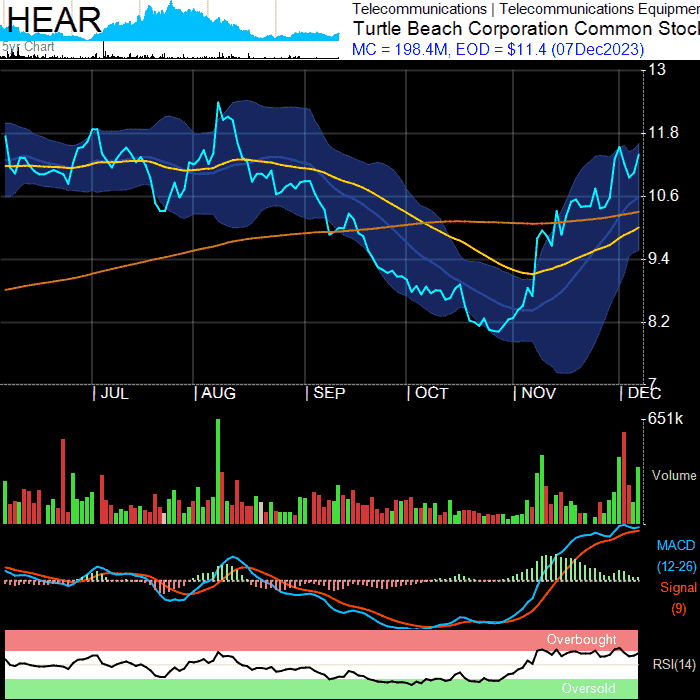 HEAR
5yr Chart
Telecommunications | Telecommunications Equipmen
Turtle Beach Corporation Common Stoc
MC = 198.4M, EOD = $11.4 (07Dec2023)
13
11.8
10.6
9.4
8.2
7
JUL AUG SEP OCT NOV DEC
651k
Volume
MACD
(12-26)
Signal
(9)
Overbought
RSI(14)
Oversold